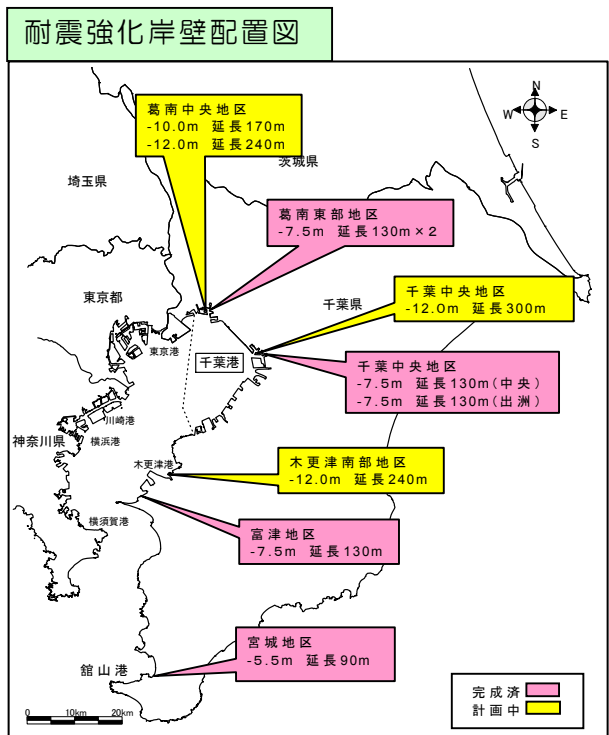 耐震強化岸壁配置図
N
W
E
S
葛南中央地区
-10.0m 延長170m
-12.0m 延長240m
茨城県
埼玉県
葛南東部地区
-7.5m 延長130m×2
東京都
千葉県
千葉中央地区
-12.0m 延長300m
東京港
千葉港
千葉中央地区
-7.5m 延長130m(中央)
-7.5m 延長130m(出洲)
川崎港
神奈川県
横浜港
木更津港
木更津南部地区
-12.0m 延長240m
横須賀港
富津地区
-7.5m 延長130m
宮城地区
-5.5m 延長90m
舘山港
完成済
計画中
0 10km 20km